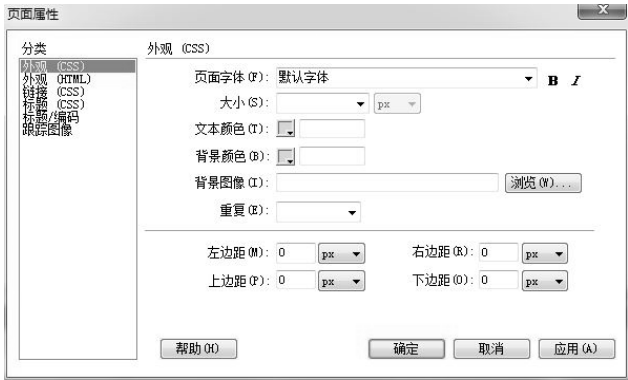 页面属性
分类
外观 (CSS)
外观 (HTML)
链接 (CSS)
标题 (CSS)
标题/编码
跟踪图像
外观 (CSS)
页面字体(F): 默认字体 B I
大小(S): px
文本颜色(T):
背景颜色(B):
背景图像(I): 浏览(W)...
重复(E):
左边距(M): 0 px 右边距(R): 0 px
上边距(P): 0 px 下边距(O): 0 px
帮助(H) 确定 取消 应用(A)